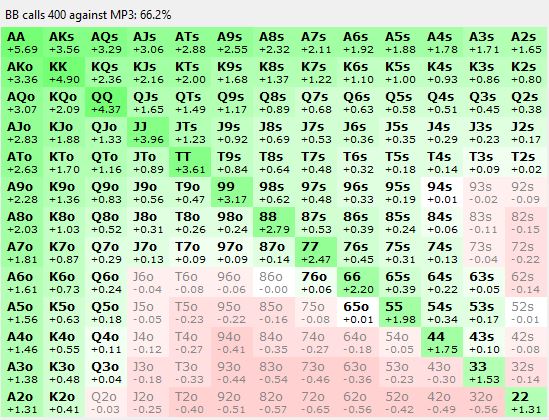 BB calls 400 against MP3: 66.2%
AA AKs AQs AJs ATs A9s A8s A7s A6s A5s A4s A3s A2s
+5.69 +3.56 +3.29 +3.06 +2.88 +2.55 +2.32 +2.11 +1.92 +1.88 +1.78 +1.71 +1.65
AKo KK KQs KJs KTs K9s K8s K7s K6s K5s K4s K3s K2s
+3.36 +4.90 +2.36 +2.16 +2.00 +1.68 +1.37 +1.22 +1.10 +1.00 +0.93 +0.86 +0.80
AQo KQo QQ QJs QTs Q9s Q8s Q7s Q6s Q5s Q4s Q3s Q2s
+3.07 +2.09 +4.37 +1.65 +1.49 +1.17 +0.89 +0.68 +0.63 +0.58 +0.51 +0.45 +0.38
AJo KJo QJo JJ JTs J9s J8s J7s J6s J5s J4s J3s J2s
+2.83 +1.88 +1.33 +3.96 +1.23 +0.92 +0.69 +0.53 +0.36 +0.35 +0.29 +0.23 +0.17
ATo KTo QTo JTo TT T9s T8s T7s T6s T5s T4s T3s T2s
+2.63 +1.70 +1.16 +0.89 +3.61 +0.84 +0.64 +0.48 +0.32 +0.18 +0.14 +0.09 +0.02
A9o K9o Q9o J9o T9o 99 98s 97s 96s 95s 94s 93s 92s
+2.28 +1.36 +0.83 +0.56 +0.47 +3.17 +0.62 +0.48 +0.33 +0.19 +0.01 -0.02 -0.09
A8o K8o Q8o J8o T8o 98o 88 87s 86s 85s 84s 83s 82s
+2.03 +1.03 +0.52 +0.31 +0.26 +0.24 +2.79 +0.53 +0.39 +0.24 +0.06 -0.11 -0.15
A7o K7o Q7o J7o T7o 97o 87o 77 76s 75s 74s 73s 72s
+1.81 +0.87 +0.29 +0.13 +0.09 +0.09 +0.14 +2.47 +0.45 +0.31 +0.13 -0.04 -0.22
A6o K6o Q6o J6o T6o 96o 86o 76o 66 65s 64s 63s 62s
+1.61 +0.73 +0.24 -0.04 -0.08 -0.06 -0.00 +0.06 +2.20 +0.39 +0.22 +0.05 -0.14
A5o K5o Q5o J5o T5o 95o 85o 75o 65o 55 54s 53s 52s
+1.56 +0.63 +0.18 -0.05 -0.23 -0.22 -0.16 -0.08 +0.01 +1.98 +0.34 +0.17 -0.01
A4o K4o Q4o J4o T4o 94o 84o 74o 64o 54o 44 43s 42s
+1.46 +0.55 +0.11 -0.12 -0.27 -0.41 -0.35 -0.27 -0.18 -0.05 +1.75 +0.10 -0.08
A3o K3o Q3o J3o T3o 93o 83o 73o 63o 53o 43o 33 32s
+1.38 +0.48 +0.04 -0.18 -0.33 -0.44 -0.54 -0.46 -0.36 -0.23 -0.30 +1.53 -0.14
A2o K2o Q2o J2o T2o 92o 82o 72o 62o 52o 42o 32o 22
+1.31 +0.41 -0.03 -0.25 -0.40 -0.51 -0.57 -0.65 -0.56 -0.42 -0.49 -0.56 +1.31